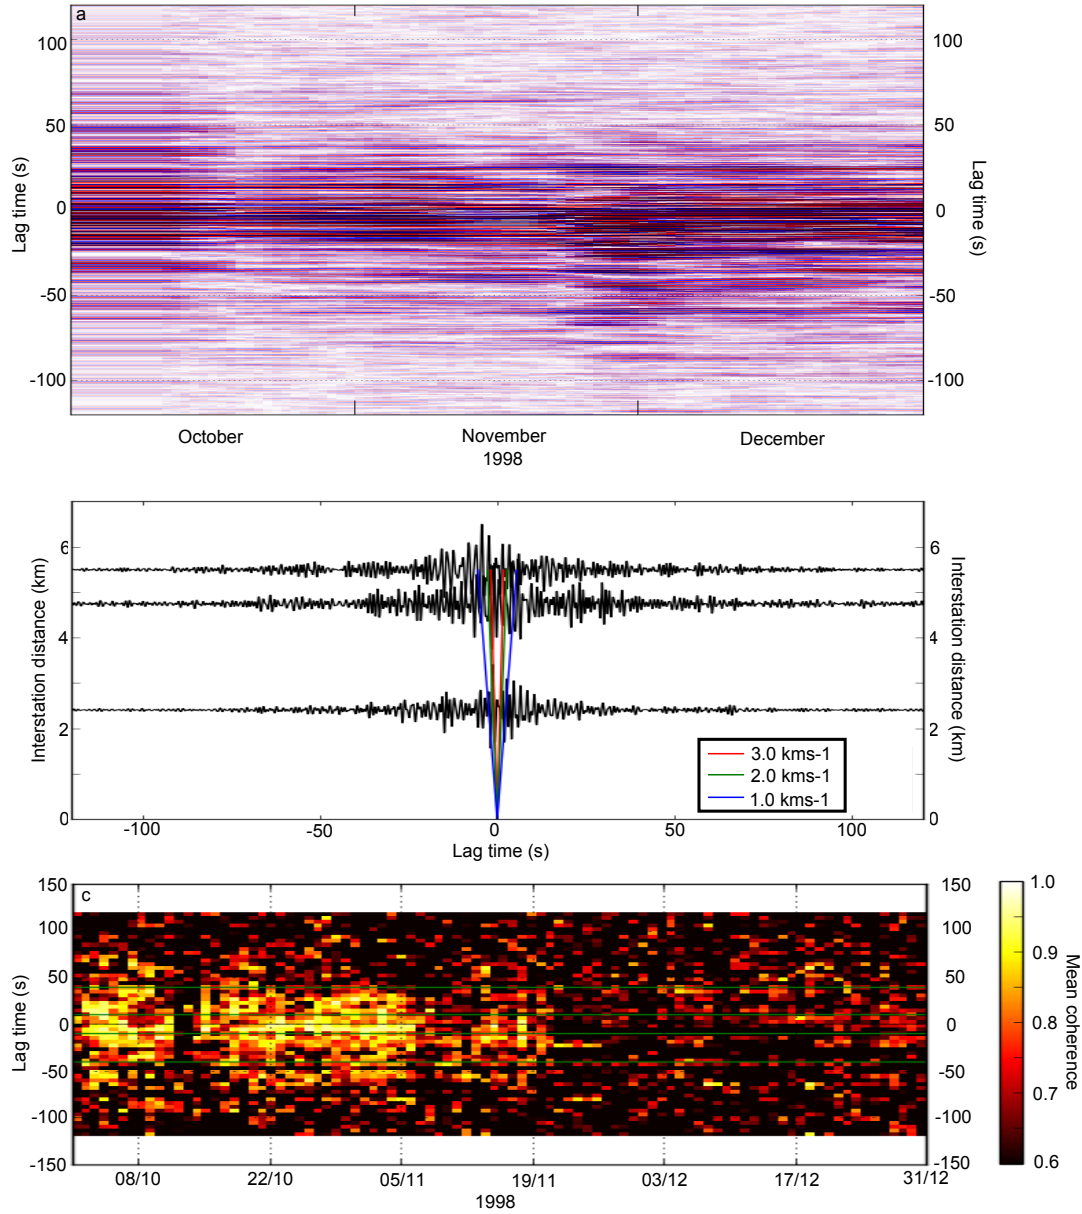 a
100
50
0
-50
-100
Lag time (s)
100
50
0
-50
-100
Lag time (s)
October November December
1998
6
4
2
0
Interstation distance (km)
6
4
2
0
Interstation distance
(km)
3.0 kms-1
2.0 kms-1
1.0 kms-1
-100 -50 0 50 100
Lag time (s)
c
150
100
50
0
-50
-100
-150
Lag time (s)
150
100
50
0
-50
-100
-150
1.0
0.9
0.8
0.7
0.6
Mean coherence
08/10 22/10 05/11 19/11 03/12 17/12 31/12
1998